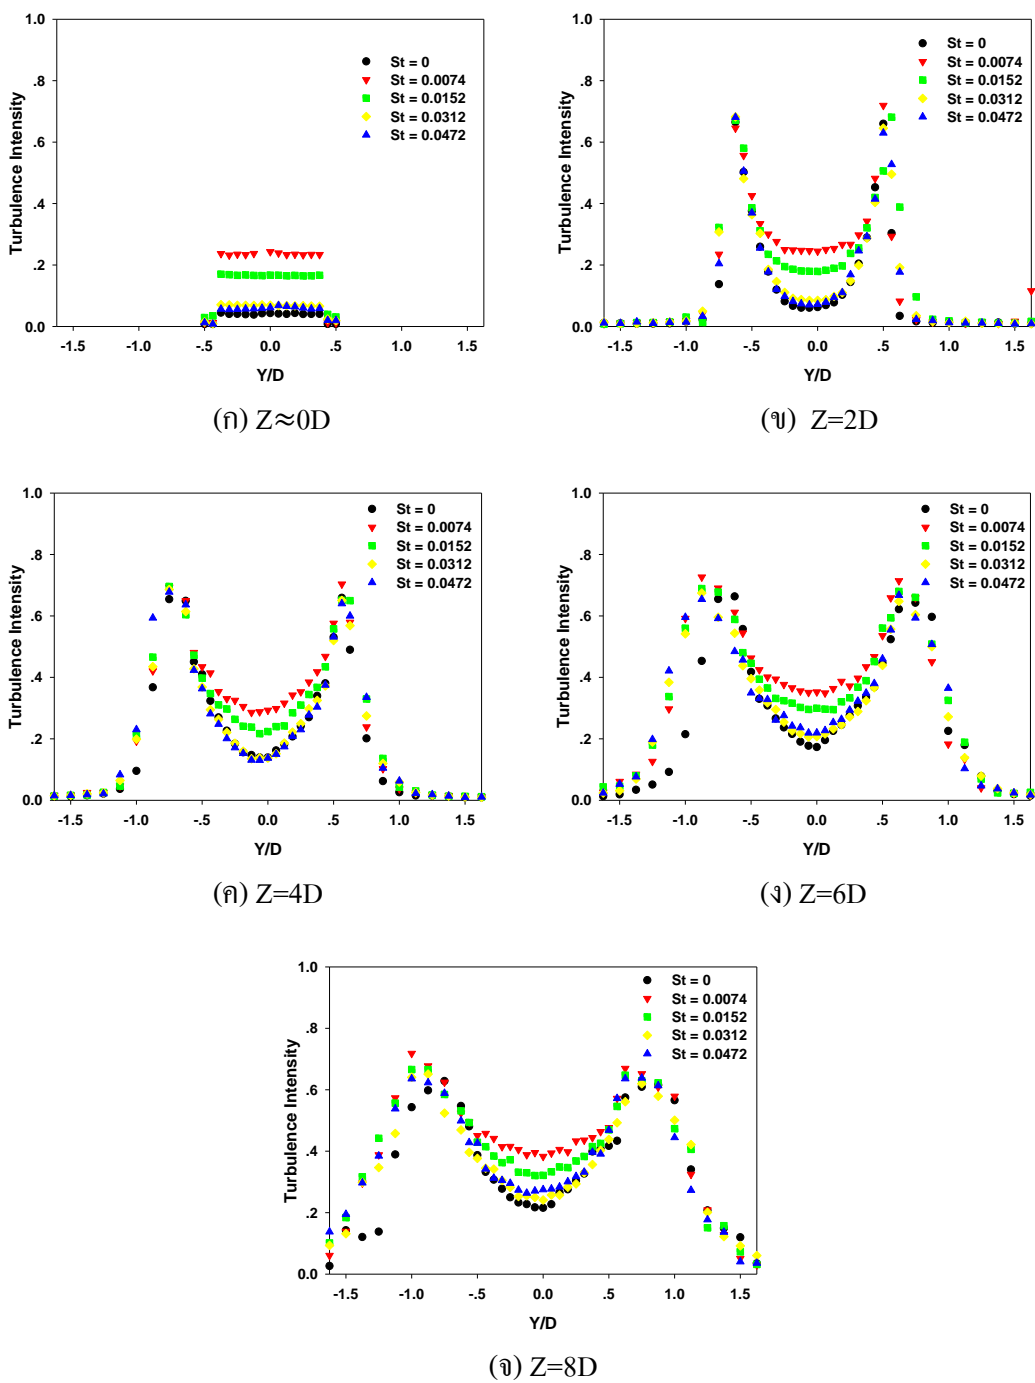 1.0
.8
.6
.4
.2
0.0
Turbulence Intensity
St = 0
St = 0.0074
St = 0.0152
St = 0.0312
St = 0.0472
-1.5 -1.0 -.5 0.0 .5 1.0 1.5
Y/D
(ก) Z≈0D
1.0
.8
.6
.4
.2
0.0
Turbulence Intensity
St = 0
St = 0.0074
St = 0.0152
St = 0.0312
St = 0.0472
-1.5 -1.0 -.5 0.0 .5 1.0 1.5
Y/D
(ข) Z=2D
1.0
.8
.6
.4
.2
0.0
Turbulence Intensity
St = 0
St = 0.0074
St = 0.0152
St = 0.0312
St = 0.0472
-1.5 -1.0 -.5 0.0 .5 1.0 1.5
Y/D
(ค) Z=4D
1.0
.8
.6
.4
.2
0.0
Turbulence Intensity
St = 0
St = 0.0074
St = 0.0152
St = 0.0312
St = 0.0472
-1.5 -1.0 -.5 0.0 .5 1.0 1.5
Y/D
(ง) Z=6D
1.0
.8
.6
.4
.2
0.0
Turbulence Intensity
St = 0
St = 0.0074
St = 0.0152
St = 0.0312
St = 0.0472
-1.5 -1.0 -.5 0.0 .5 1.0 1.5
Y/D
(จ) Z=8D